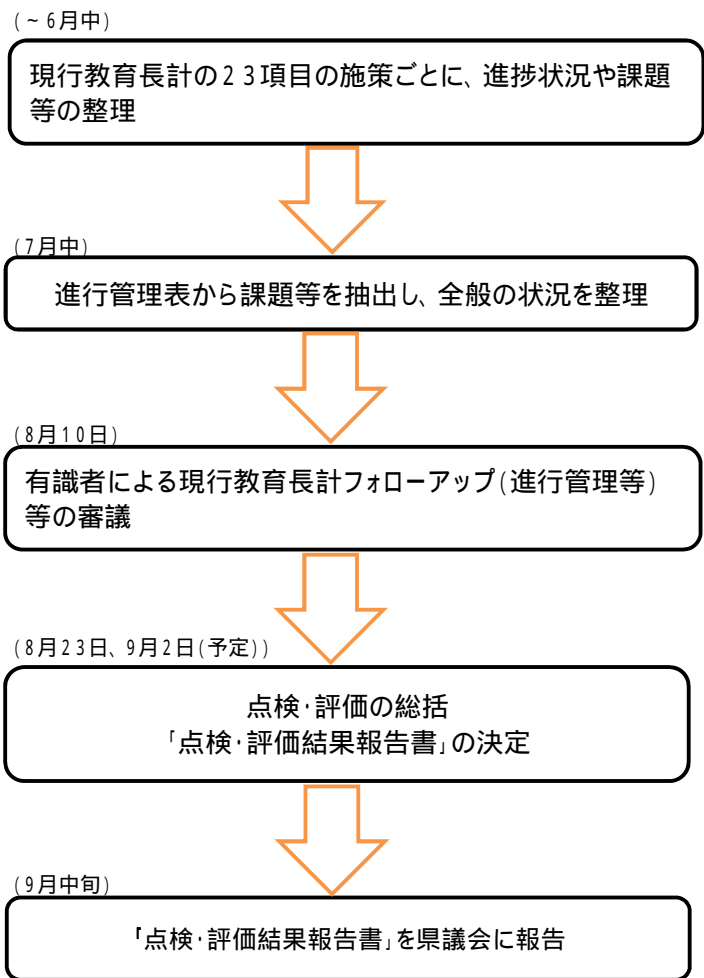 (~6月中)
現行教育長計の23項目の施策ごとに、進捗状況や課題
等の整理
(7月中)
進行管理表から課題等を抽出し、全般の状況を整理
(8月10日)
有識者による現行教育長計フォローアップ(進行管理等)
等の審議
(8月23日、9月2日(予定))
点検・評価の総括
「点検・評価結果報告書」の決定
(9月中旬)
「点検・評価結果報告書」を県議会に報告